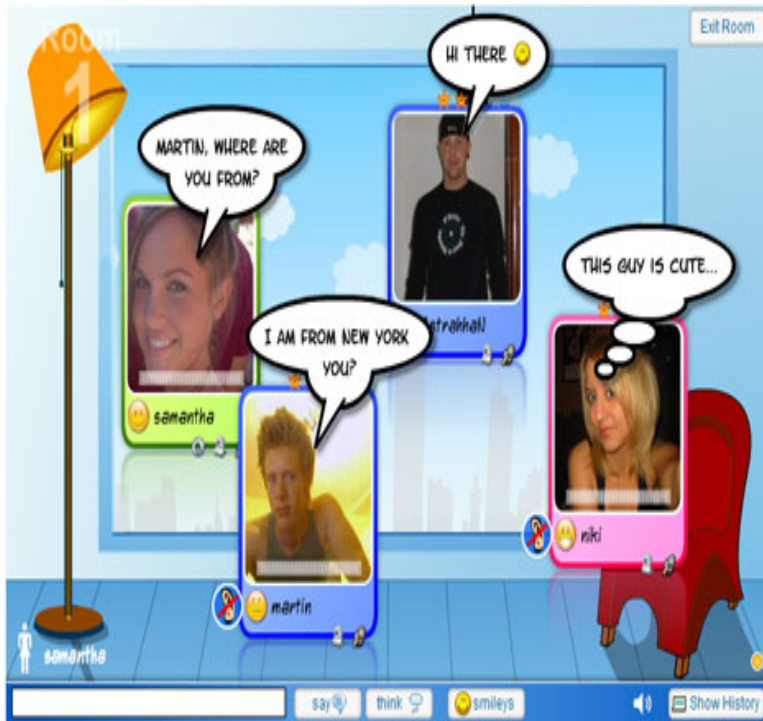 Room
1
Exit Room
HI THERE
MARTIN, WHERE ARE
YOU FROM?
THIS GUY IS CUTE...
AstrahhaN
I AM FROM NEW YORK
YOU?
samantha
niki
martin
samantha
say
think
smileys
Show History